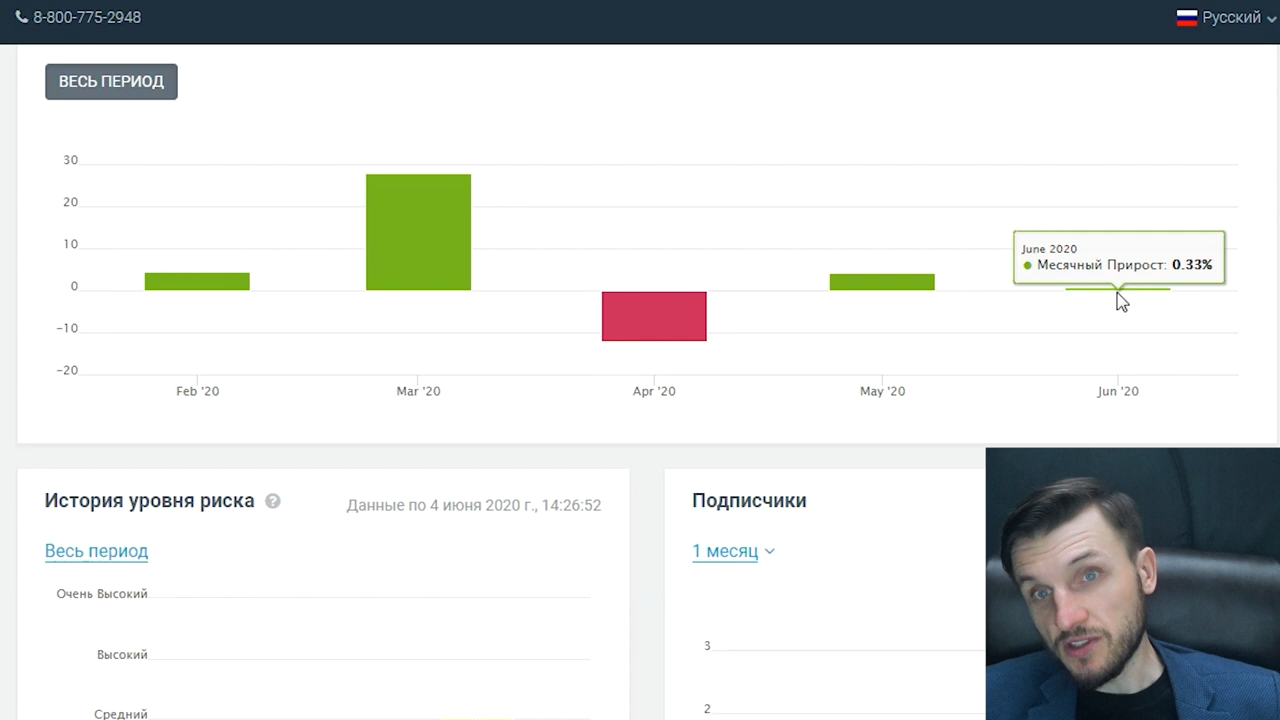 8-800-775-2948
Русский
ВЕСЬ ПЕРИОД
30
20
10
0
-10
-20
June 2020
Месячный Прирост: 0.33%
Feb '20
Mar '20
Apr '20
May '20
Jun '20
История уровня риска ?
Данные по 4 июня 2020 г., 14:26:52
Весь период
Очень Высокий
Высокий
Средний
Подписчики
1 месяц
3
2